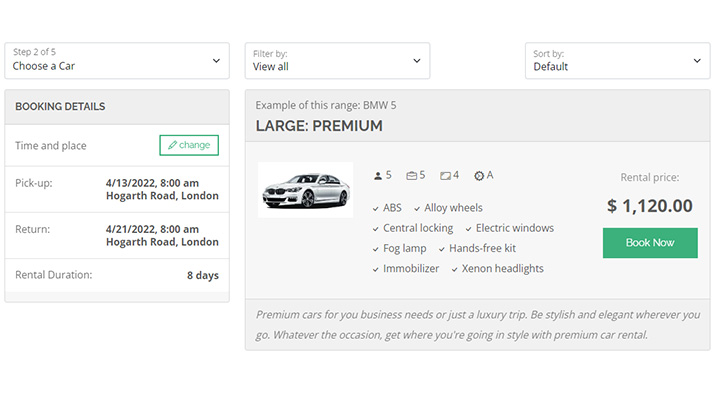 Step 2 of 5
Choose a Car
Filter by:
View all
Sort by:
Default
BOOKING DETAILS
Time and place
change
Pick-up:
4/13/2022, 8:00 am
Hogarth Road, London
Return:
4/21/2022, 8:00 am
Hogarth Road, London
Rental Duration:
8 days
Example of this range: BMW 5
LARGE: PREMIUM
5 5 4 A
ABS Alloy wheels
Central locking Electric windows
Fog lamp Hands-free kit
Immobilizer Xenon headlights
Rental price:
$ 1,120.00
Book Now
Premium cars for you business needs or just a luxury trip. Be stylish and elegant wherever you
go. Whatever the occasion, get where you're going in style with premium car rental.